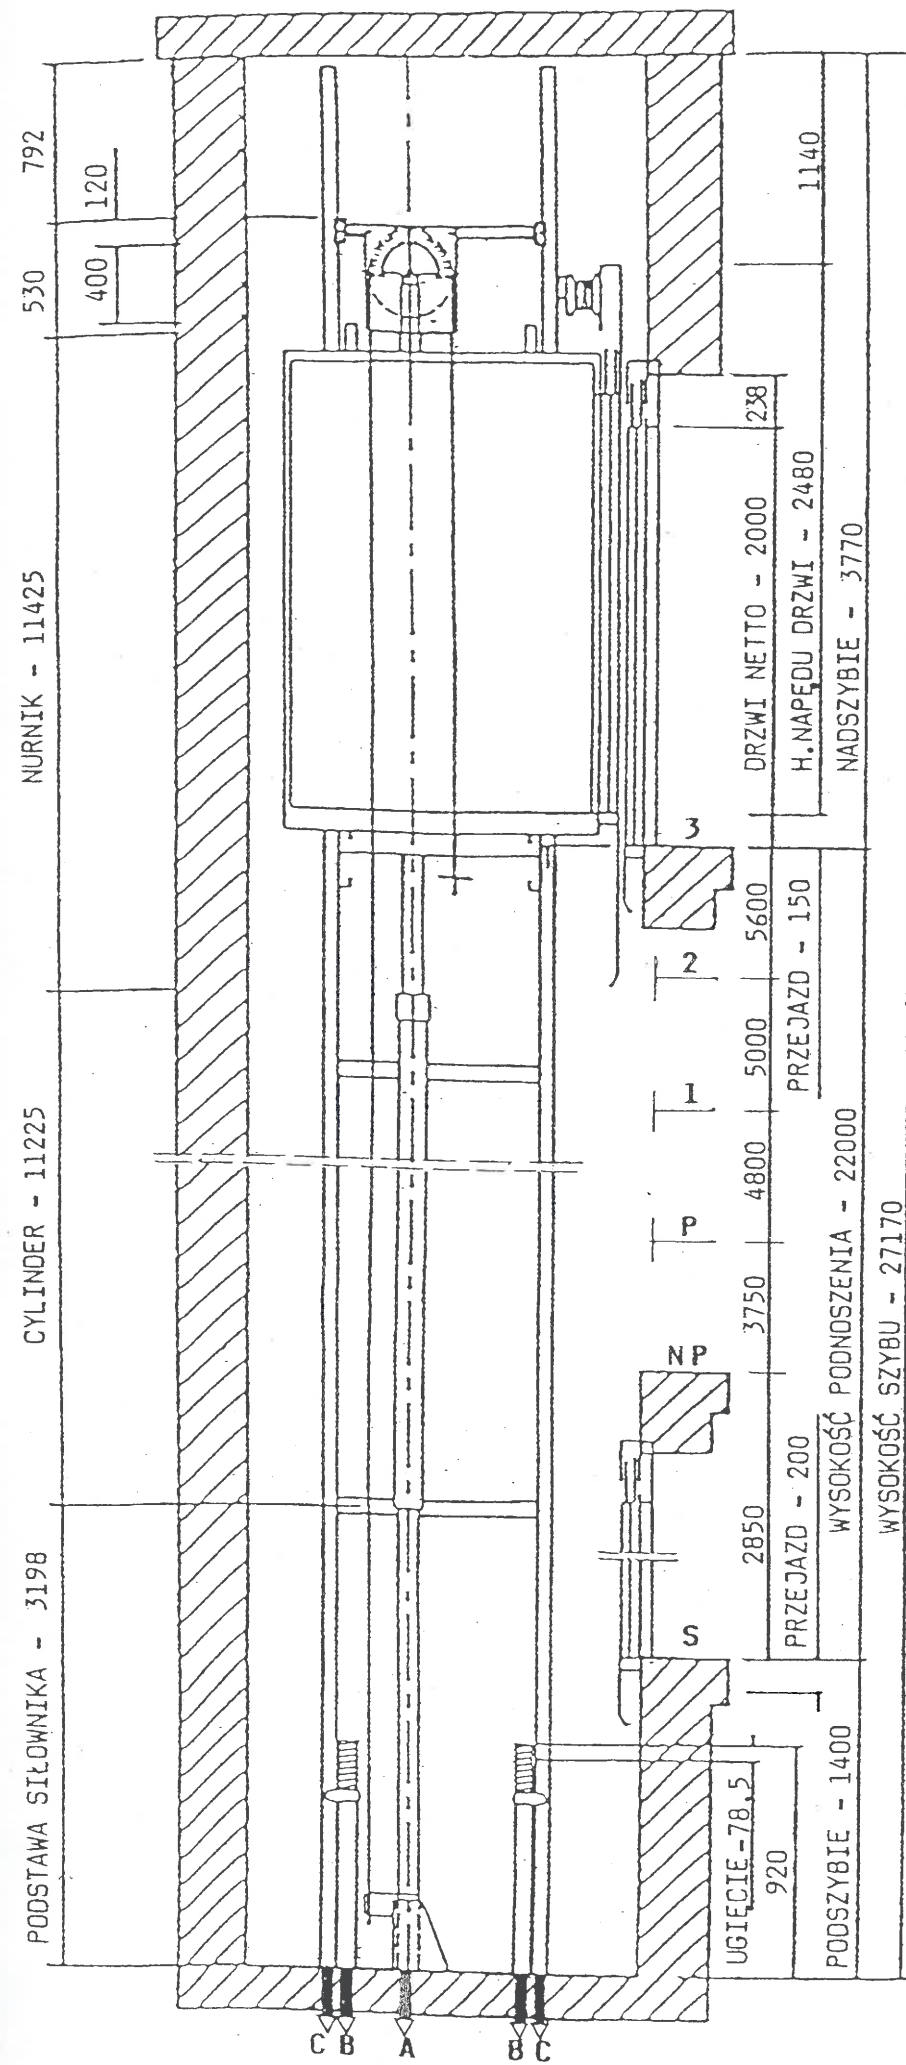 792
120
530
400
1140
238
NURNIK - 11425
DRZWI NETTO - 2000
H.NAPĘDU DRZWI - 2480
NADSZYBIE - 3770
3
5600
PRZEJAZD - 150
2
5000
1
4800
CYLINDER - 11225
P
3750
NP
WYSOKOŚĆ PODNOSZENIA - 22000
WYSOKOŚĆ SZYBU - 27170
2850
PRZEJAZD - 200
S
PODSTAWA SIŁOWNIKA - 3198
UGIĘCIE-78,5
920
PODSZYBIE - 1400
C B A B C